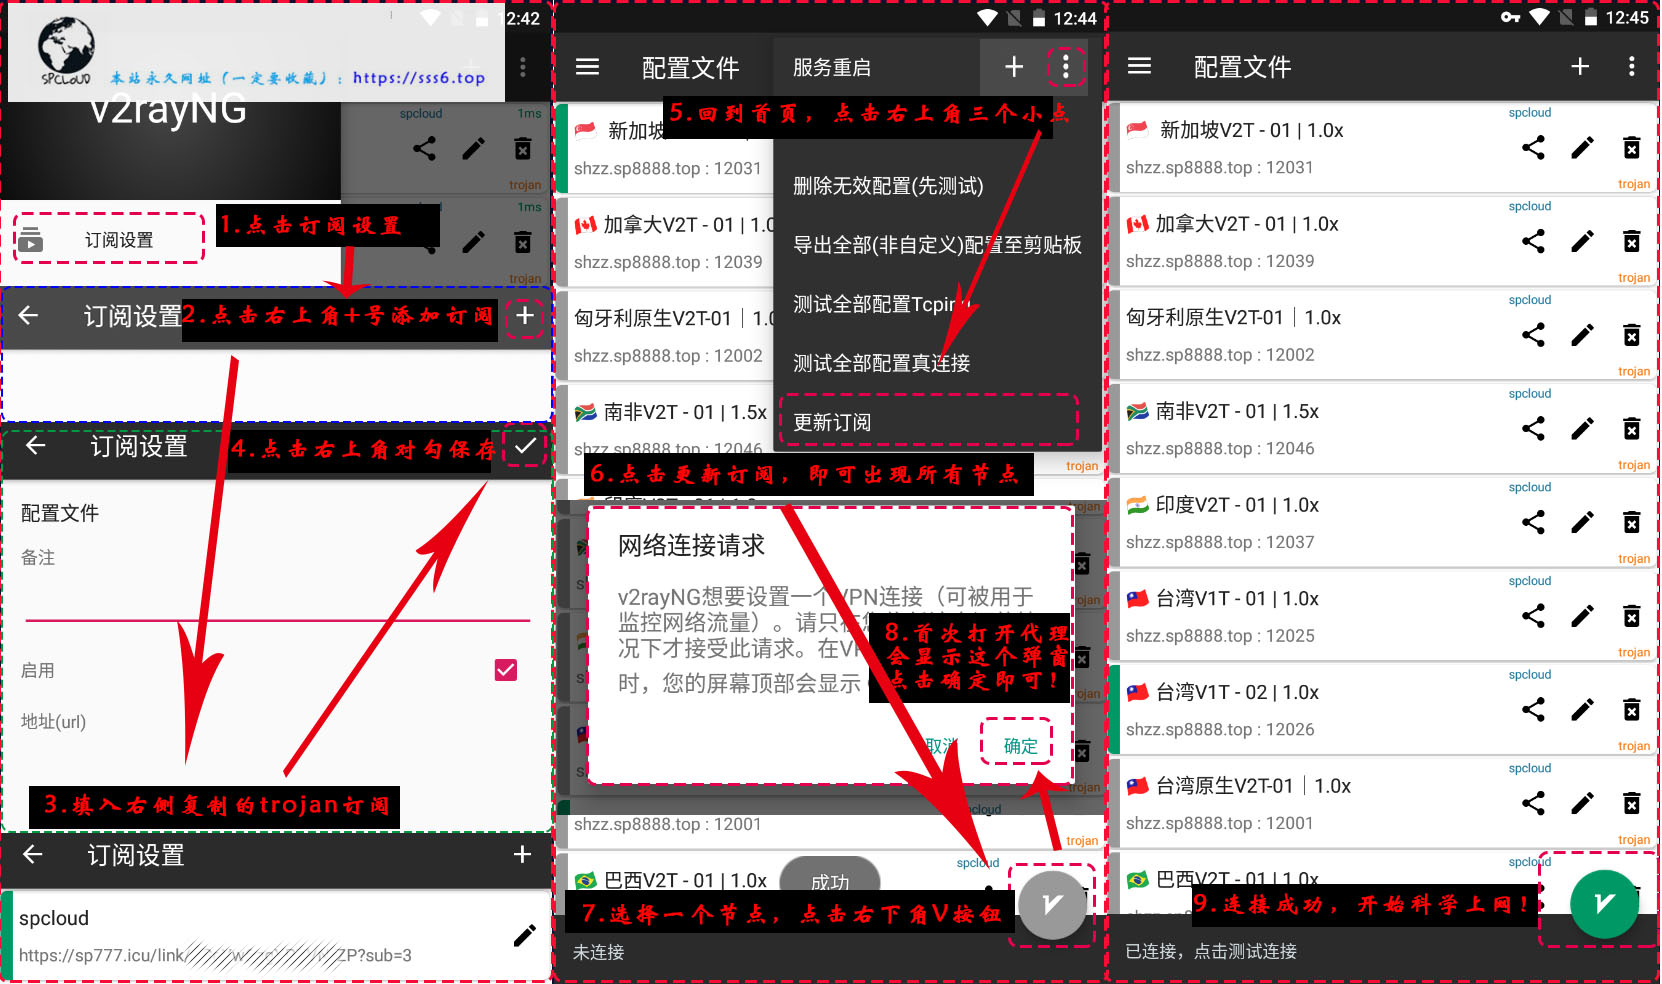 12:42
SPCLOUD
本站永久网址（一定要收藏）：https://sss6.top
v2rayNG
spcloud
1ms
trojan
1ms
订阅设置
1.点击订阅设置
trojan
订阅设置
2.点击右上角+号添加订阅
订阅设置
4.点击右上角对勾保存
配置文件
备注
启用
地址(url)
3.填入右侧复制的trojan订阅
订阅设置
spcloud
https://sp777.icu/link/
ZP?sub=3
12:44
配置文件
服务重启
5.回到首页，点击右上角三个小点
新加坡
shzz.sp8888.top : 12031
删除无效配置(先测试)
加拿大V2T - 01 | 1.0
shzz.sp8888.top : 12039
导出全部(非自定义)配置至剪贴板
匈牙利原生V2T-01｜1.0
测试全部配置Tcping
shzz.sp8888.top : 12002
测试全部配置真连接
南非V2T - 01 | 1.5x
更新订阅
shzz.sp8888.top : 12046
trojan
6.点击更新订阅，即可出现所有节点
网络连接请求
v2rayNG想要设置一个VPN连接（可被用于
监控网络流量）。请只在您
况下才接受此请求。在VP
时，您的屏幕顶部会显示
8.首次打开代理
会显示这个弹窗
点击确定即可！
取消
确定
spcloud
shzz.sp8888.top : 12001
trojan
spcloud
巴西V2T - 01 | 1.0x
成功
7.选择一个节点，点击右下角V按钮
未连接
12:45
配置文件
spcloud
新加坡V2T - 01 | 1.0x
shzz.sp8888.top : 12031
trojan
spcloud
加拿大V2T - 01 | 1.0x
shzz.sp8888.top : 12039
trojan
spcloud
匈牙利原生V2T-01｜1.0x
shzz.sp8888.top : 12002
trojan
spcloud
南非V2T - 01 | 1.5x
shzz.sp8888.top : 12046
trojan
spcloud
印度V2T - 01 | 1.0x
shzz.sp8888.top : 12037
trojan
spcloud
台湾V1T - 01 | 1.0x
shzz.sp8888.top : 12025
trojan
spcloud
台湾V1T - 02 | 1.0x
shzz.sp8888.top : 12026
trojan
spcloud
台湾原生V2T-01｜1.0x
shzz.sp8888.top : 12001
trojan
spcloud
巴西V2T - 01 | 1.0x
9.连接成功，开始科学上网！
已连接，点击测试连接